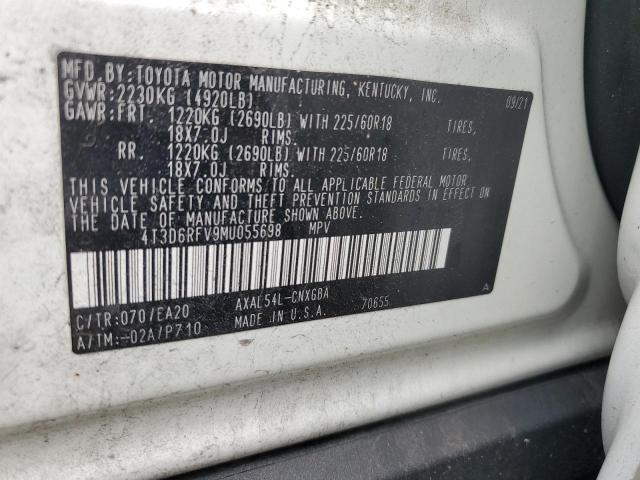 MFD.BY:TOYOTA MOTOR MANUFACTURING, KENTUCKY, INC. 09/21
GVWR:2230KG (4920LB)
GAWR:FRT. 1220KG (2690LB) WITH 225/60R18 TIRES,
18X7.0J RIMS.
RR. 1220KG (2690LB) WITH 225/60R18 TIRES,
18X7.0J RIMS.
THIS VEHICLE CONFORMS TO ALL APPLICABLE FEDERAL MOTOR
VEHICLE SAFETY AND THEFT PREVENTION STANDARDS IN EFFECT ON
THE DATE OF MANUFACTURE SHOWN ABOVE.
4T3D6RFV9MU055698 MPV
AXAL54L-CNXGBA A
C/TR:070/EA20 MADE IN U.S.A. 70655
A/TM:-02A/P710